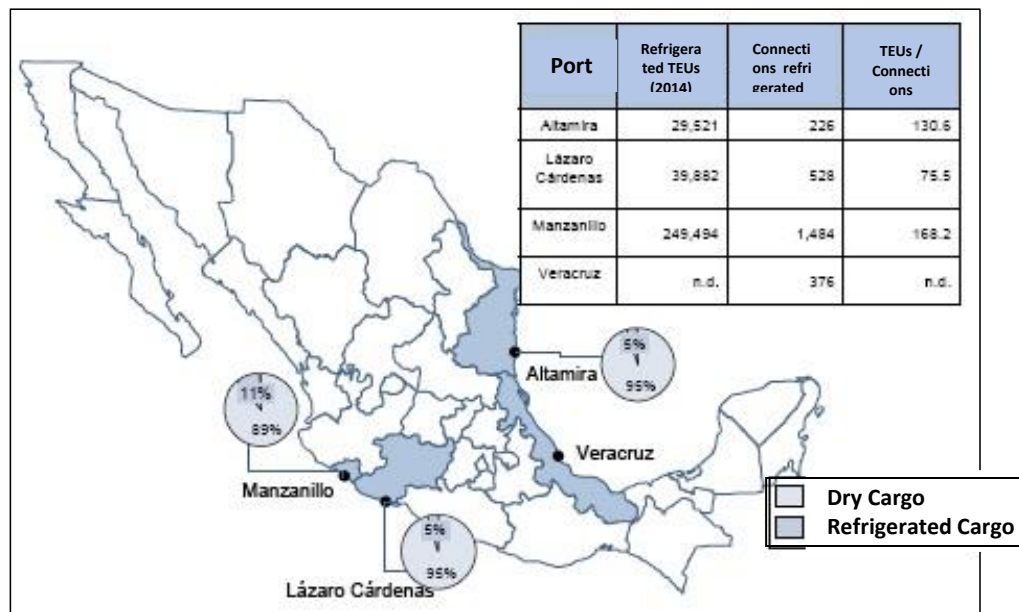 Port
Refrigera
ted TEUs
(2014)
Connecti
ons refri
gerated
TEUs /
Connecti
ons
Altamira
29,521
226
130.6
Lázaro
Cárdenas
39,882
528
75.5
Manzanillo
249,494
1,484
168.2
Veracruz
n.d.
376
n.d.
5%
95%
Altamira
11%
89%
Veracruz
Manzanillo
Dry Cargo
Refrigerated Cargo
5%
95%
Lázaro Cárdenas